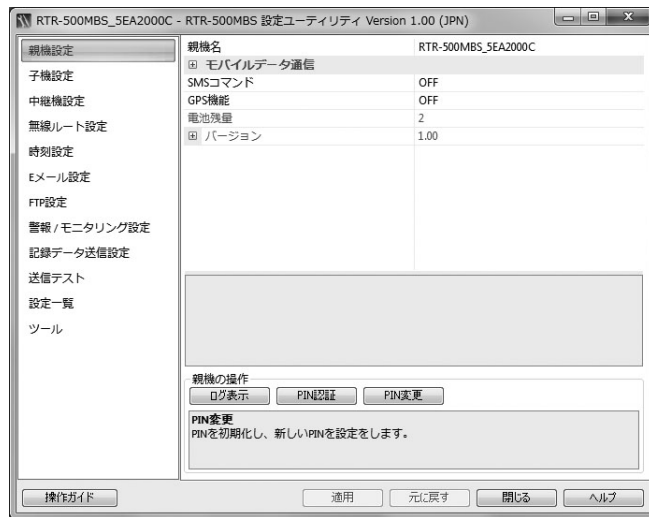 RTR-500MBS_5EA2000C - RTR-500MBS 設定ユーティリティ Version 1.00 (JPN)
親機設定
子機設定
中継機設定
無線ルート設定
時刻設定
Eメール設定
FTP設定
警報/モニタリング設定
記録データ送信設定
送信テスト
設定一覧
ツール
親機名 RTR-500MBS_5EA2000C
モバイルデータ通信
SMSコマンド OFF
GPS機能 OFF
電池残量 2
バージョン 1.00
親機の操作
ログ表示 PIN認証 PIN変更
PIN変更
PINを初期化し、新しいPINを設定をします。
操作ガイド 適用 元に戻す 閉じる ヘルプ